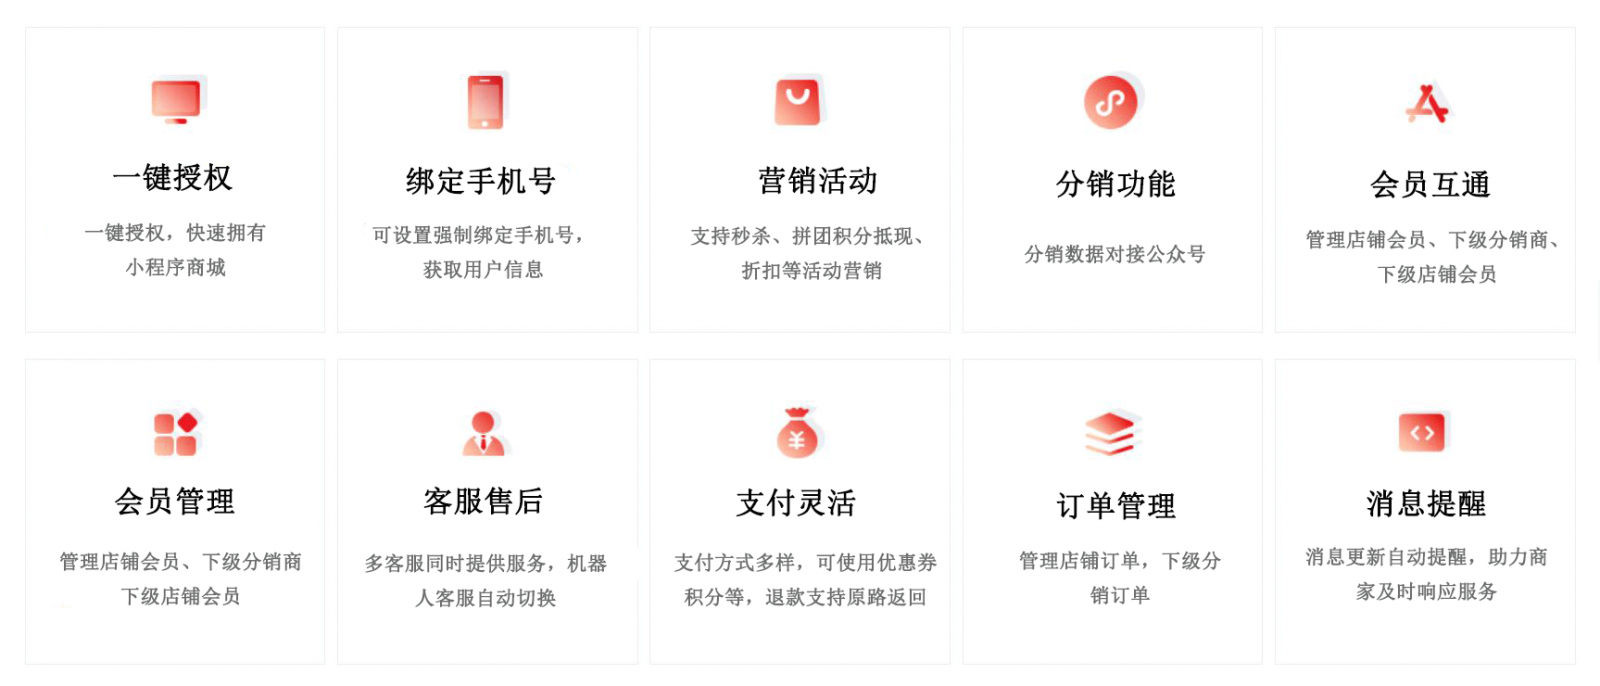 一键授权
一键授权，快速拥有
小程序商城
绑定手机号
可设置强制绑定手机号，
获取用户信息
营销活动
支持秒杀、拼团积分抵现、
折扣等活动营销
分销功能
分销数据对接公众号
会员互通
管理店铺会员、下级分销商、
下级店铺会员
会员管理
管理店铺会员、下级分销商
下级店铺会员
客服售后
多客服同时提供服务，机器
人客服自动切换
支付灵活
支付方式多样，可使用优惠券
积分等，退款支持原路返回
订单管理
管理店铺订单，下级分
销订单
消息提醒
消息更新自动提醒，助力商
家及时响应服务